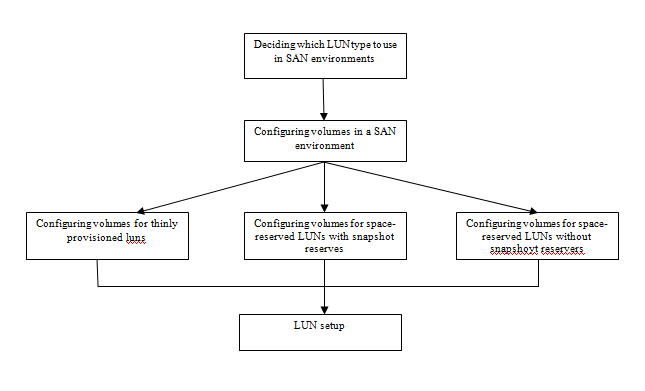 Deciding which LUN type to use
in SAN environments
Configuring volumes in a SAN
environment
Configuring volumes for thinly
provisioned luns
Configuring volumes for space-
reserved LUNs with snapshot
reserves
Configuring volumes for space-
reserved LUNs without
snapshoyt reservers
LUN setup